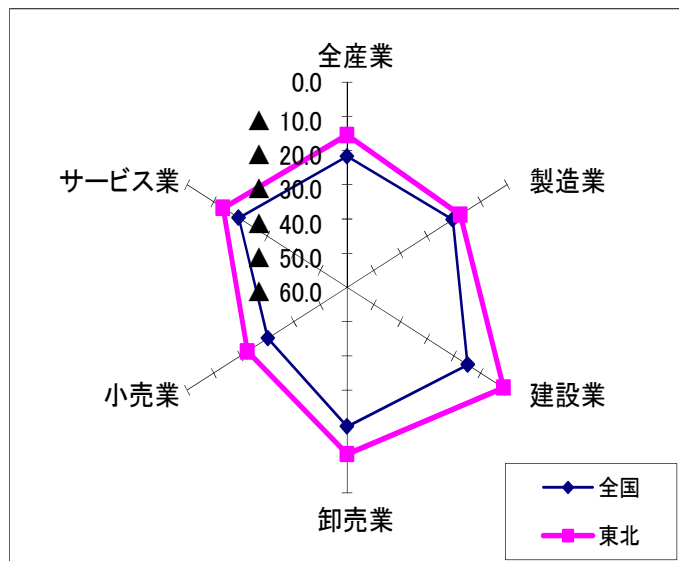 全産業
0.0
▲ 10.0
▲ 20.0
▲ 30.0
▲ 40.0
▲ 50.0
▲ 60.0
サービス業
製造業
小売業
建設業
卸売業
全国
東北